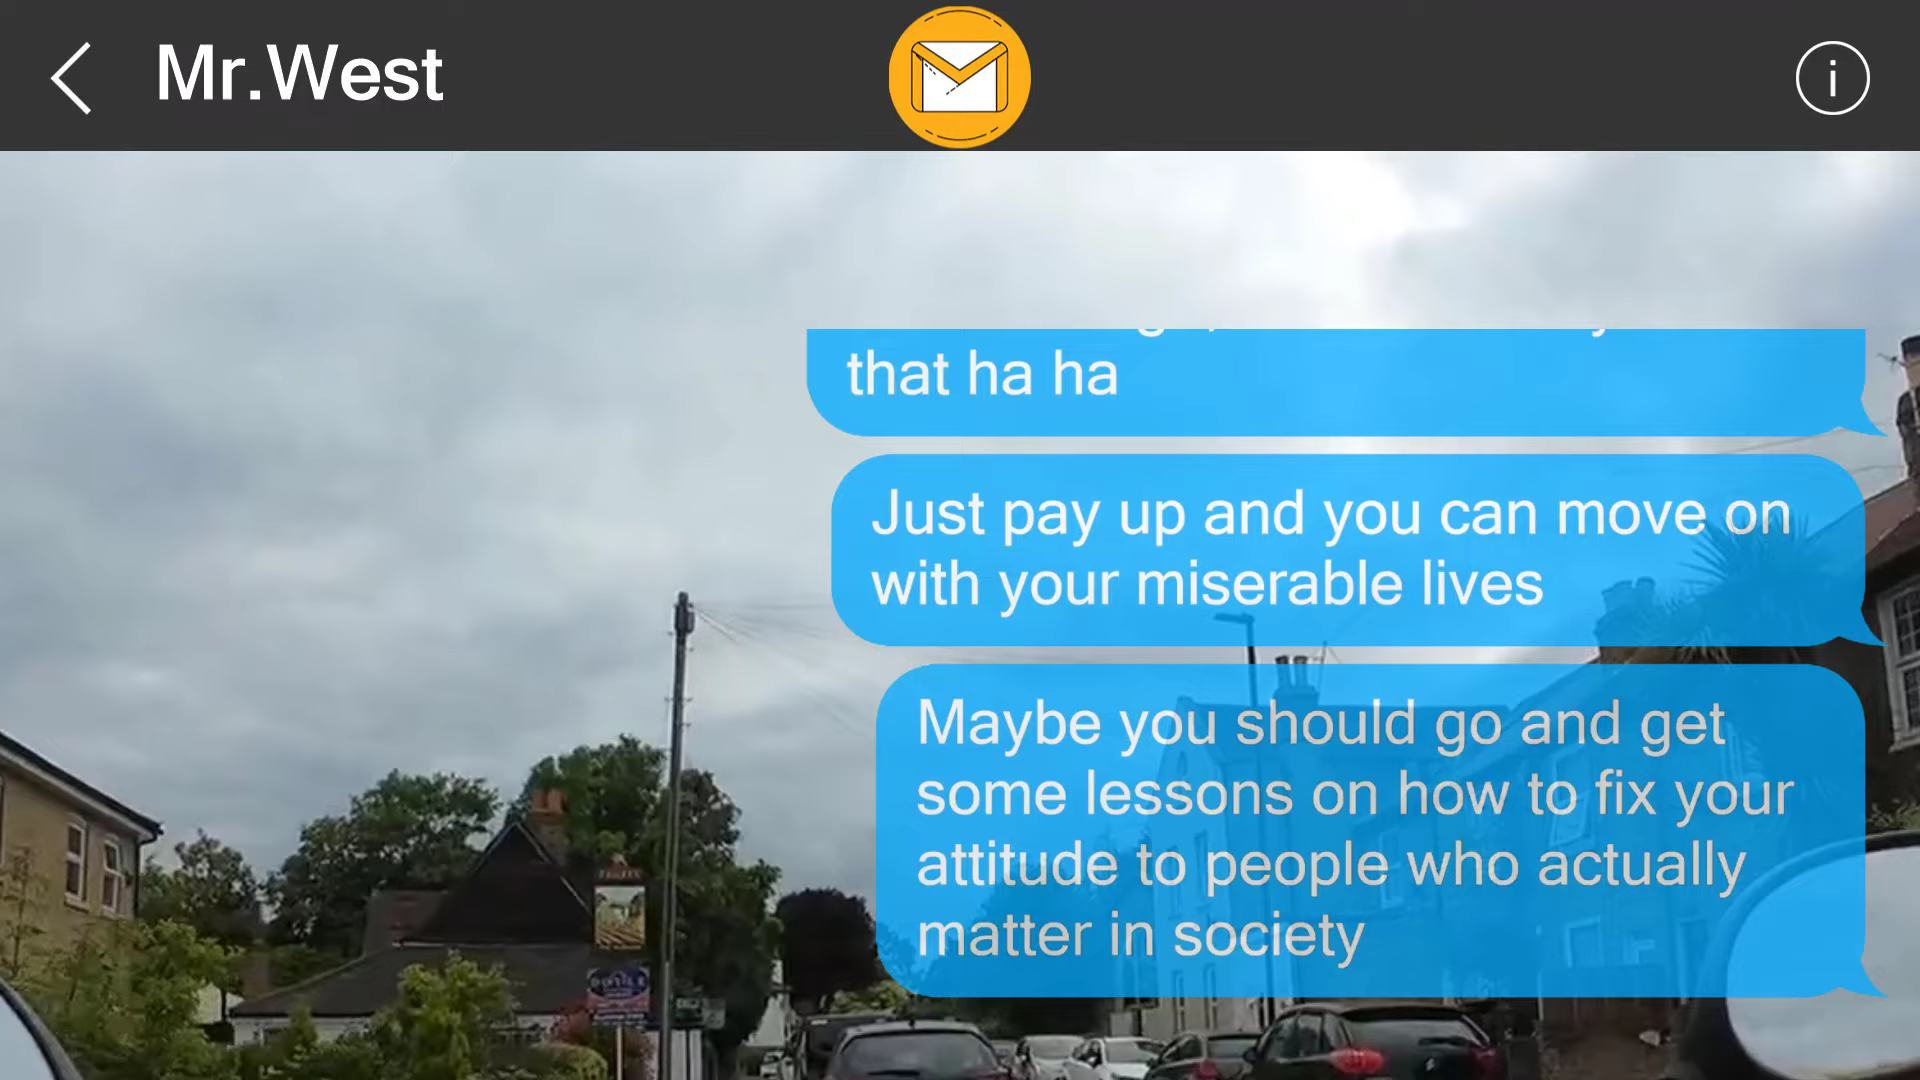 Mr.West
that ha ha
Just pay up and you can move on
with your miserable lives
Maybe you should go and get
some lessons on how to fix your
attitude to people who actually
matter in society